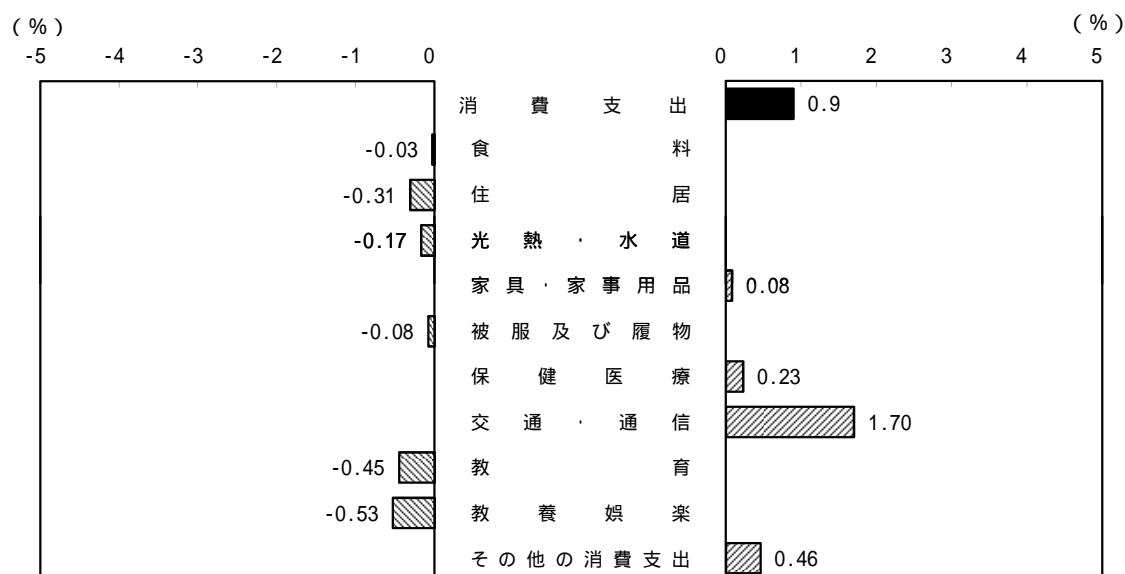 (%) (%)
-5 -4 -3 -2 -1 0 0 1 2 3 4 5
消費支出 0.9
-0.03 食料
-0.31 住居
-0.17 光熱・水道
家具・家事用品 0.08
-0.08 被服及び履物
保健医療 0.23
交通・通信 1.70
-0.45 教育
-0.53 教養娯楽
その他の消費支出 0.46